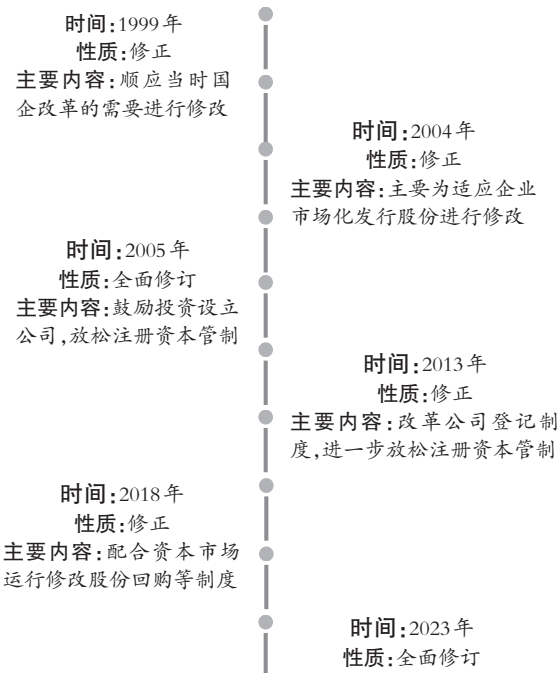 时间:1999年
性质:修正
主要内容:顺应当时国
企改革的需要进行修改
时间:2004年
性质:修正
主要内容:主要为适应企业
市场化发行股份进行修改
时间:2005年
性质:全面修订
主要内容:鼓励投资设立
公司,放松注册资本管制
时间:2013年
性质:修正
主要内容:改革公司登记制
度,进一步放松注册资本管制
时间:2018年
性质:修正
主要内容:配合资本市场
运行修改股份回购等制度
时间:2023年
性质:全面修订